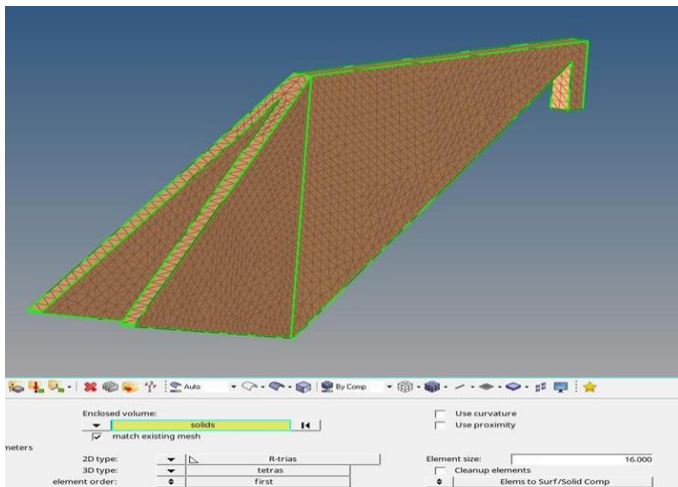 Auto
By Comp
Enclosed volume:
solids
match existing mesh
Use curvature
Use proximity
meters
2D type:
R-trias
Element size:
16.000
3D type:
tetras
Cleanup elements
element order:
first
Elems to Surf/Solid Comp